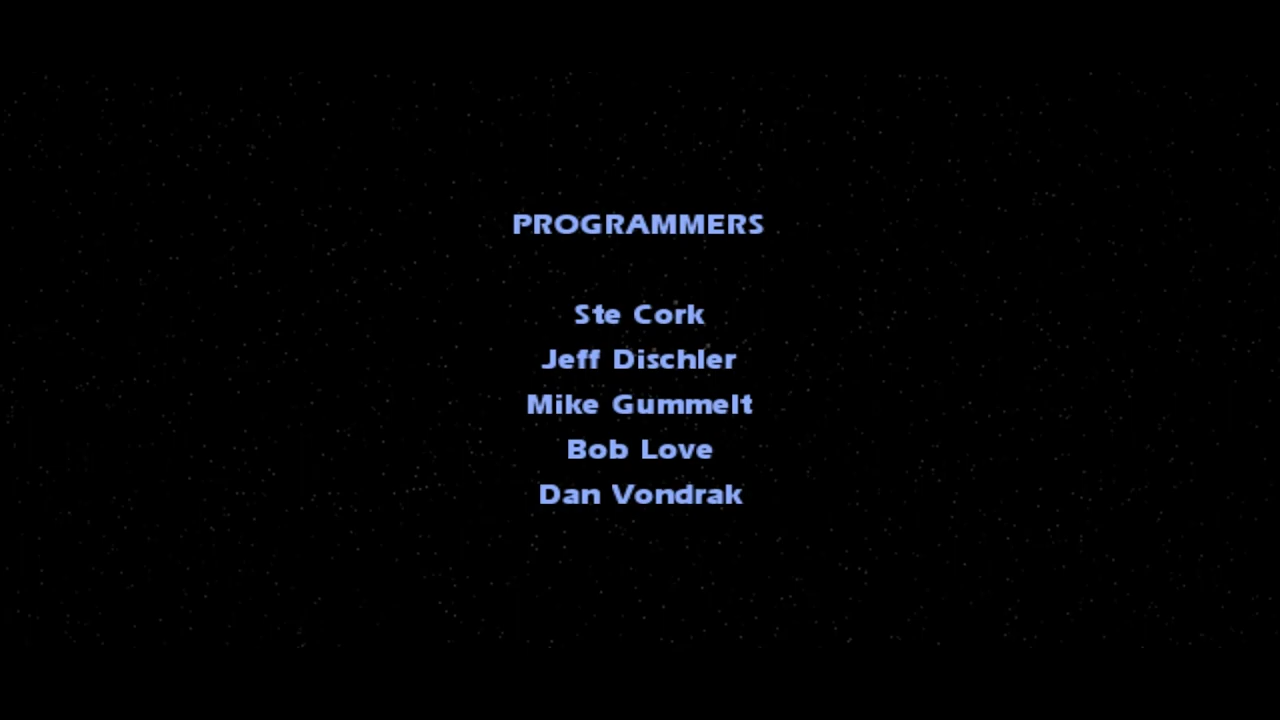 PROGRAMMERS
Ste Cork
Jeff Dischler
Mike Gummelt
Bob Love
Dan Vondrak